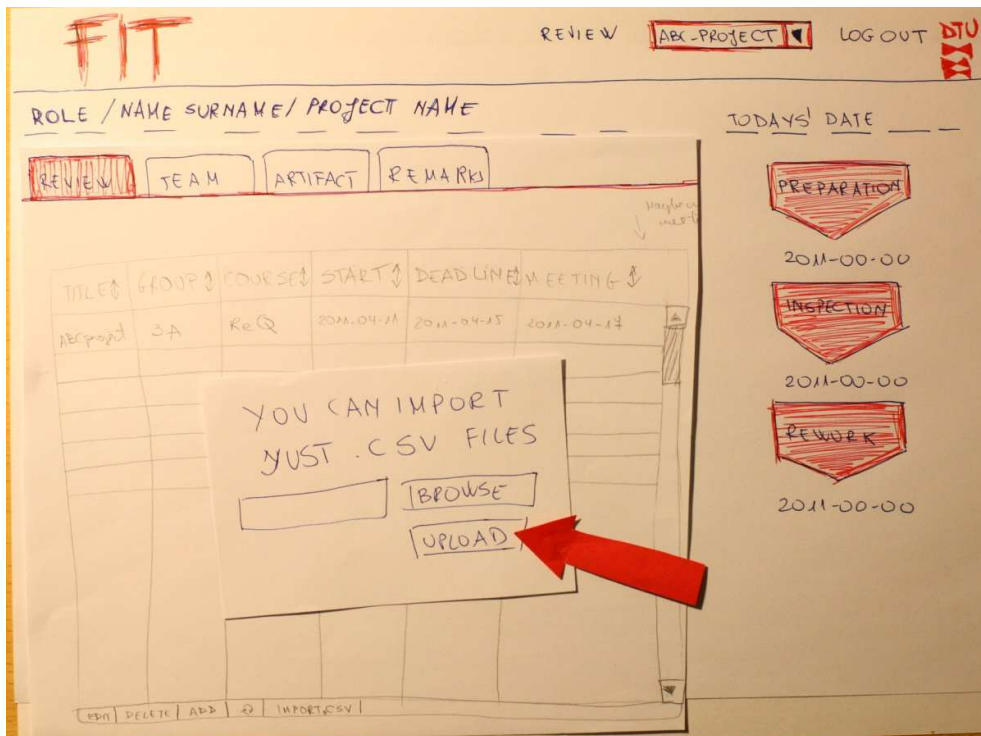 FIT
REVIEW ABC-PROJECT LOG OUT DTU
ROLE / NAME SURNAME / PROJECT NAME
TODAYS' DATE
REVIEW TEAM ARTIFACT REMARKS
PREPARATION
2011-00-00
INSPECTION
2011-00-00
REWORK
2011-00-00
TITLE GROUP COURSE START DEADLINE MEETING
ABCprojet 3A ReQ 2011-04-11 2011-04-15 2011-04-17
YOU CAN IMPORT
YUST .CSV FILES
BROWSE
UPLOAD
EDIT DELETE ADD IMPORT.CSV